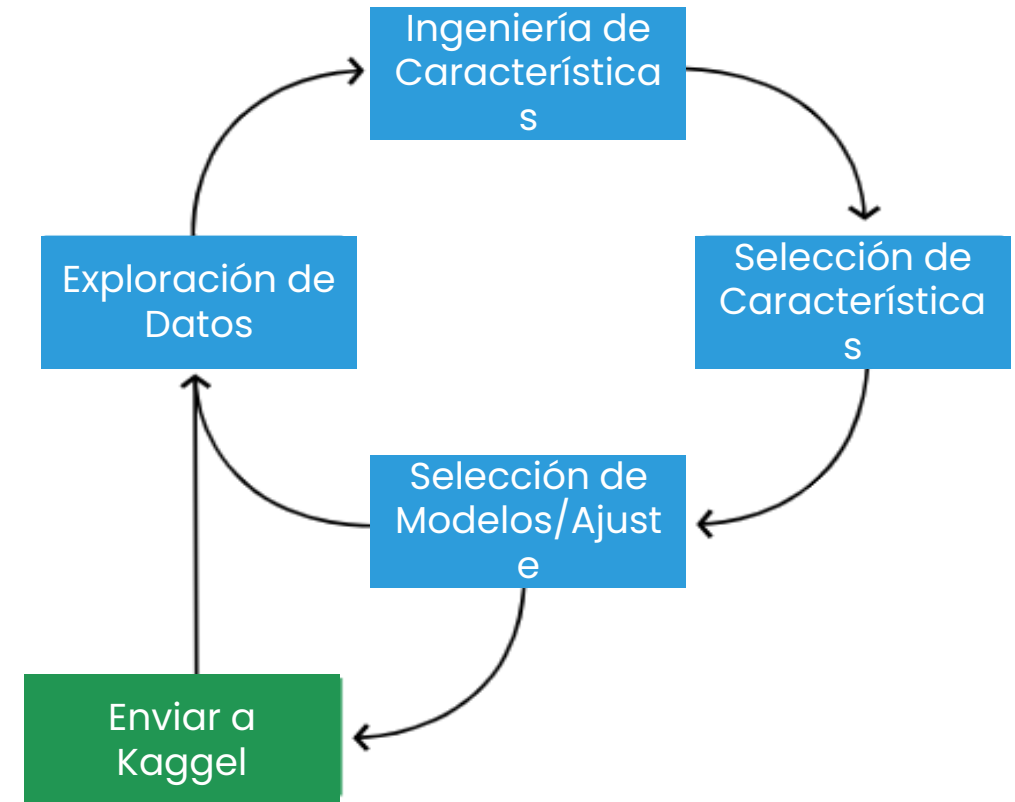 Ingeniería de
Característica
s
Exploración de
Datos
Selección de
Característica
s
Selección de
Modelos/Ajust
e
Enviar a
Kaggel